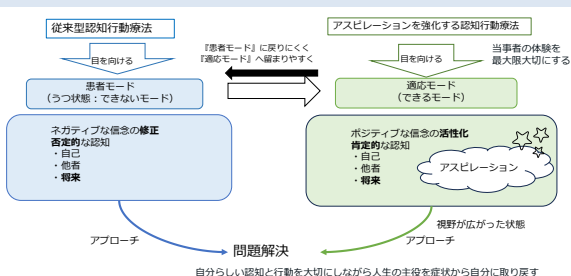 従来型認知行動療法
アスピレーションを強化する認知行動療法
目を向ける
『患者モード』に戻りにくく
『適応モード』へ留まりやすく
目を向ける
当事者の体験を
最大限大切にする
患者モード
（うつ状態：できないモード）
適応モード
（できるモード）
ネガティブな信念の修正
否定的な認知
・自己
・他者
・将来
ポジティブな信念の活性化
肯定的な認知
・自己
・他者
・将来
アスピレーション
視野が広がった状態
アプローチ
アプローチ
問題解決
自分らしい認知と行動を大切にしながら人生の主役を症状から自分に取り戻す